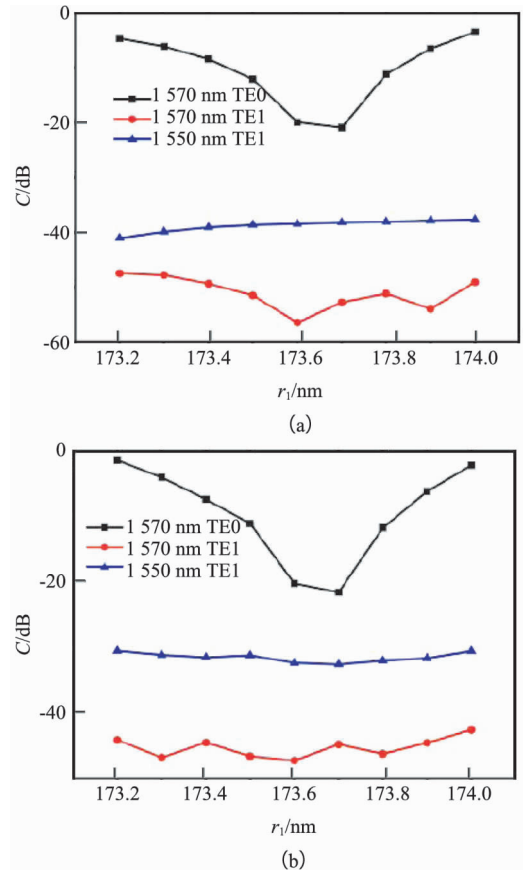 0
1 570 nm TE0
1 570 nm TE1
1 550 nm TE1
-20
-40
-60
C/dB
173.2 173.4 173.6 173.8 174.0
r₁/nm
(a)
0
1 570 nm TE0
1 570 nm TE1
1 550 nm TE1
-20
-40
C/dB
173.2 173.4 173.6 173.8 174.0
r₁/nm
(b)